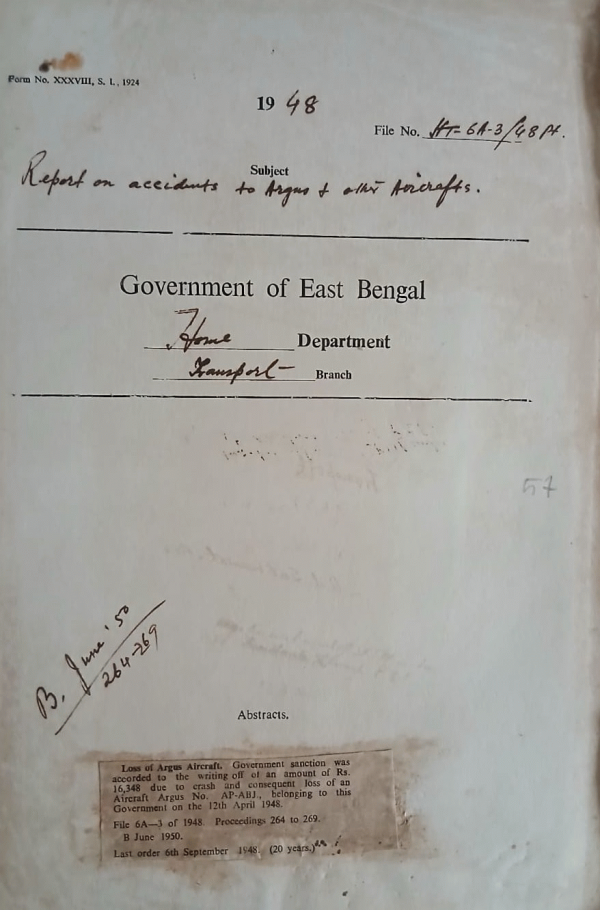 Form No. XXXVIII, S. I., 1924
1948
File No. HT- 6A-3/48 Pt.
Subject
Report on accidents to Argus & other Aircrafts.
Government of East Bengal
Home Department
Transport Branch
57
B. June '50
264-269
Abstracts.
Loss of Argus Aircraft. Government sanction was
accorded to the writing off of an amount of Rs.
16,348 due to crash and consequent loss of an
Aircraft Argus No. AP-ABJ., belonging to this
Government on the 12th April 1948.
File 6A—3 of 1948. Proceedings 264 to 269.
B June 1950.
Last order 6th September 1948. (20 years.)